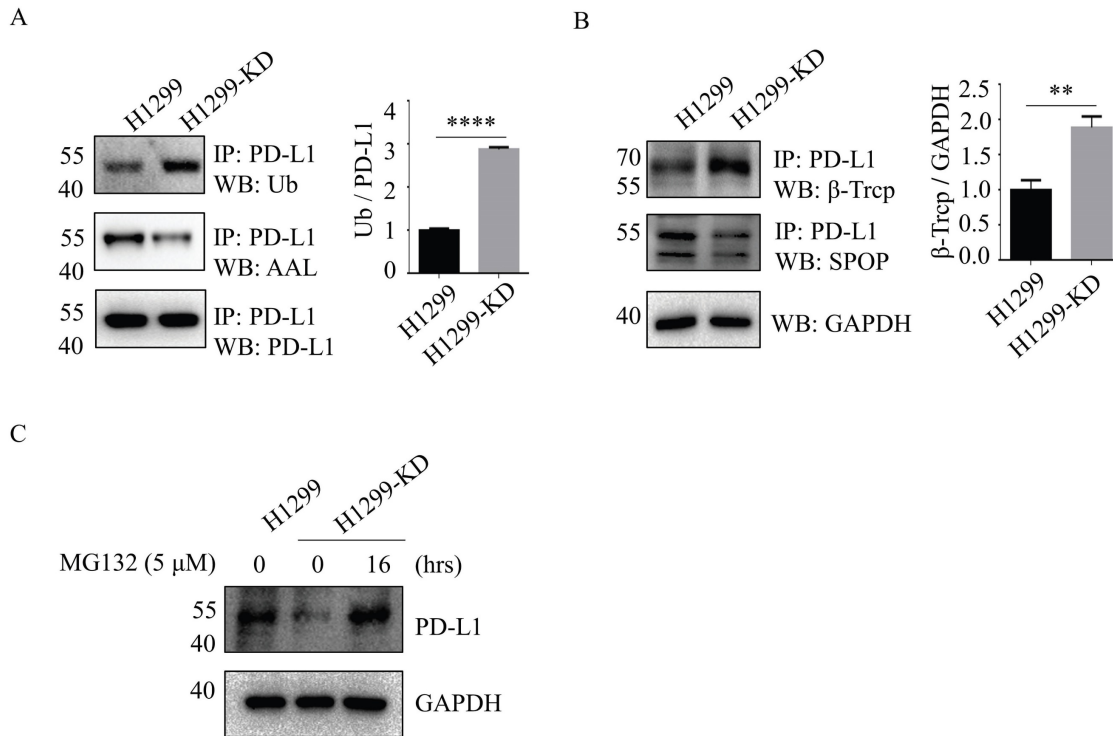 A
H1299
H1299-KD
55
40
IP: PD-L1
WB: Ub
55
40
IP: PD-L1
WB: AAL
55
40
IP: PD-L1
WB: PD-L1
Ub / PD-L1
4
3
2
1
0
****
H1299
H1299-KD
B
H1299
H1299-KD
70
55
IP: PD-L1
WB: β-Trcp
55
IP: PD-L1
WB: SPOP
40
WB: GAPDH
β-Trcp / GAPDH
2.5
2.0
1.5
1.0
0.5
0.0
**
H1299
H1299-KD
C
H1299
H1299-KD
MG132 (5 μM) 0 0 16 (hrs)
55
40
PD-L1
40
GAPDH